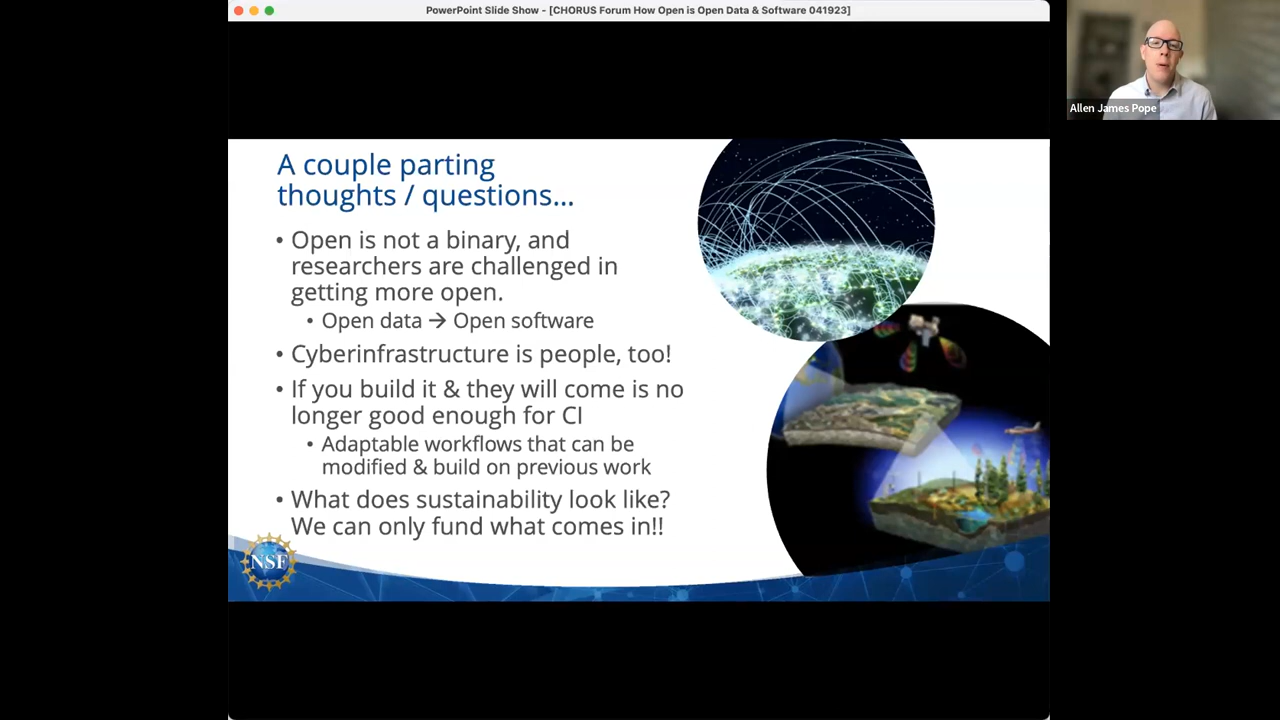 PowerPoint Slide Show - [CHORUS Forum How Open is Open Data & Software 041923]
Allen James Pope
A couple parting
thoughts / questions...
• Open is not a binary, and
researchers are challenged in
getting more open.
• Open data → Open software
• Cyberinfrastructure is people, too!
• If you build it & they will come is no
longer good enough for CI
• Adaptable workflows that can be
modified & build on previous work
• What does sustainability look like?
We can only fund what comes in!!
NSF